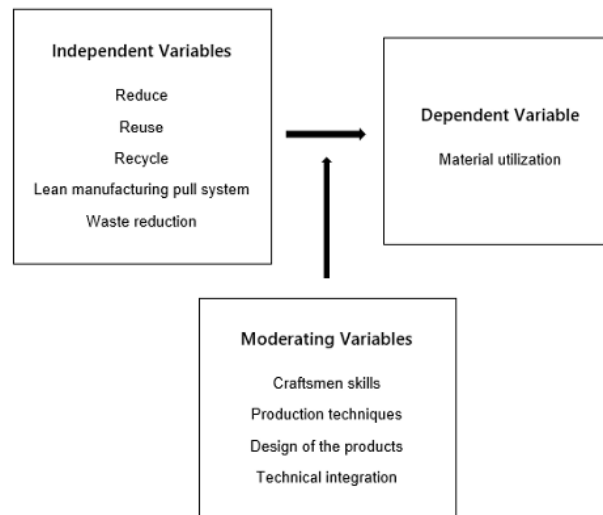 Independent Variables
Reduce
Reuse
Recycle
Lean manufacturing pull system
Waste reduction
Dependent Variable
Material utilization
Moderating Variables
Craftsmen skills
Production techniques
Design of the products
Technical integration